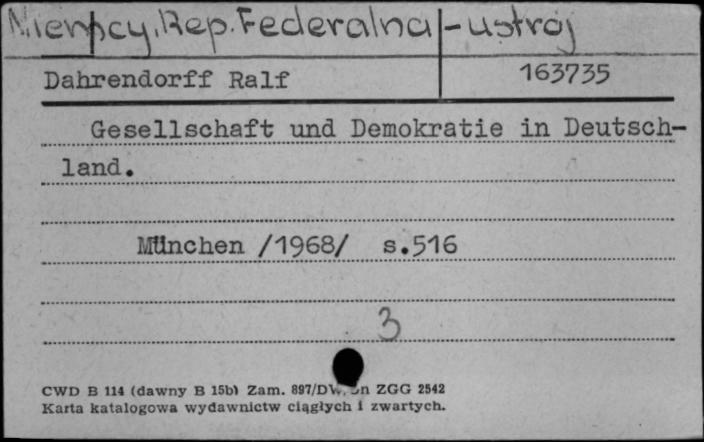 Niemcy, Rep. Federalna - ustrój
Dahrendorff Ralf 163735
Gesellschaft und Demokratie in Deutsch-
land.
München /1968/ s.516
3
CWD B 114 (dawny B 15b) Zam. 897/DW. ZGG 2542
Karta katalogowa wydawnictw ciągłych i zwartych.